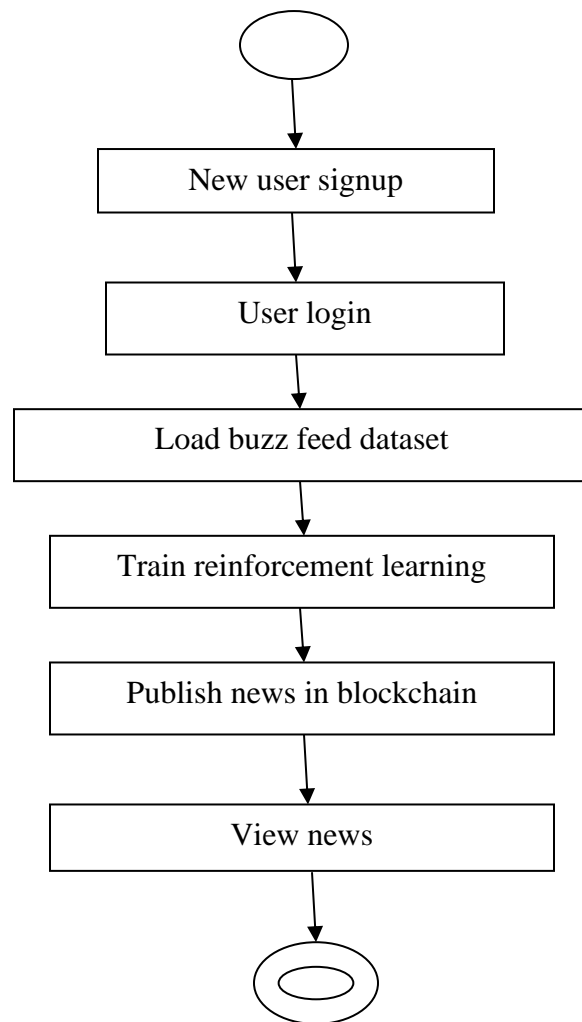 New user signup
User login
Load buzz feed dataset
Train reinforcement learning
Publish news in blockchain
View news